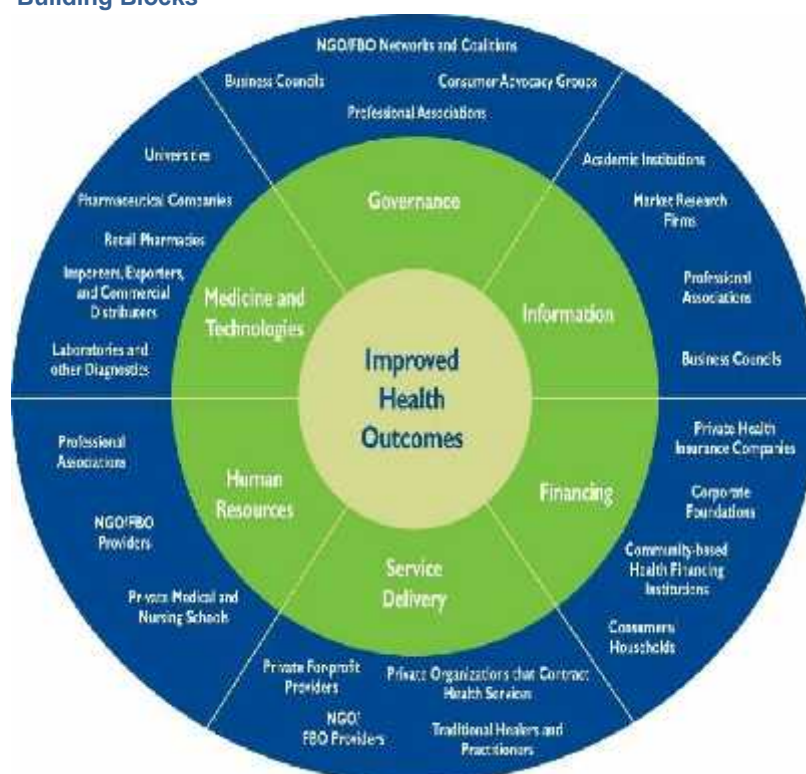 Building Blocks
NGO/FBO Networks and Coalitions
Business Councils
Consumer Advocacy Groups
Professional Associations
Governance
Academic Institutions
Market Research
Firms
Professional
Associations
Business Councils
Information
Private Health
Insurance Companies
Corporate
Foundations
Community-based
Health Financing
Institutions
Consumers/
Households
Financing
Service
Delivery
Private For-profit
Providers
Private Organizations that Contract
Health Services
NGO/
FBO Providers
Traditional Healers and
Practitioners
Human
Resources
Professional
Associations
NGO/FBO
Providers
Private Medical and
Nursing Schools
Medicine and
Technologies
Universities
Pharmaceutical Companies
Retail Pharmacies
Importers, Exporters,
and Commercial
Distributers
Laboratories and
other Diagnostics
Improved
Health
Outcomes